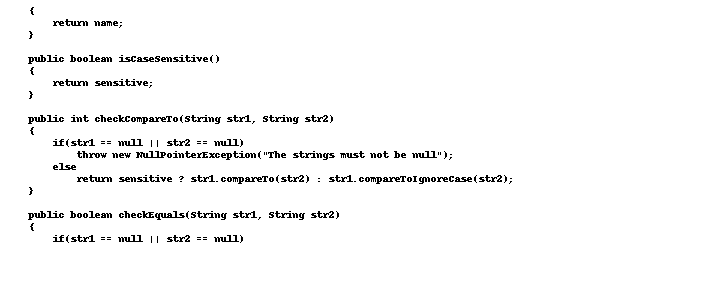 {
return name;
}
public boolean isCaseSensitive()
{
return sensitive;
}
public int checkCompareTo(String str1, String str2)
{
if(str1 == null || str2 == null)
throw new NullPointerException("The strings must not be null");
else
return sensitive ? str1.compareTo(str2) : str1.compareToIgnoreCase(str2);
}
public boolean checkEquals(String str1, String str2)
{
if(str1 == null || str2 == null)